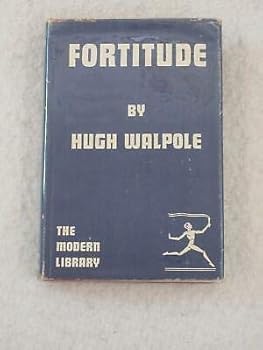 FORTITUDE
BY
HUGH WALPOLE
THE
MODERN
LIBRARY